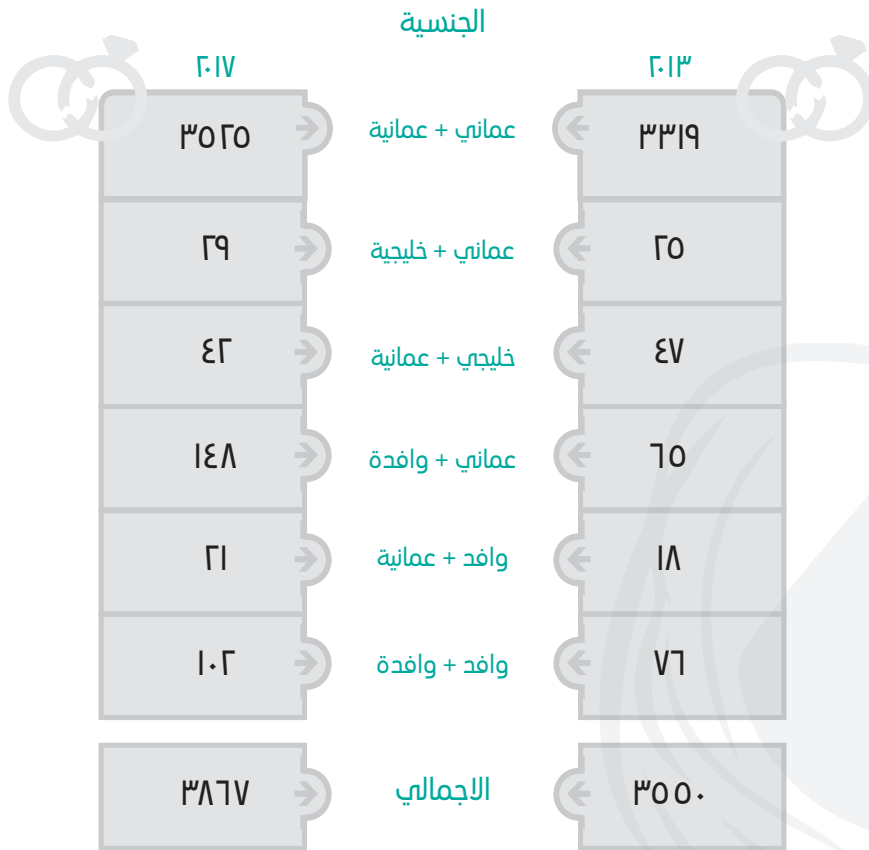 الجنسية
٢٠١٣ ٢٠١٧
٣٣١٩ عماني + عمانية ٣٥٢٥
٢٥ عماني + خليجية ٢٩
٤٧ خليجي + عمانية ٤٢
٦٥ عماني + وافدة ١٤٨
١٨ وافد + عمانية ٢١
٧٦ وافد + وافدة ١٠٢
٣٥٥٠ الاجمالي ٣٨٦٧